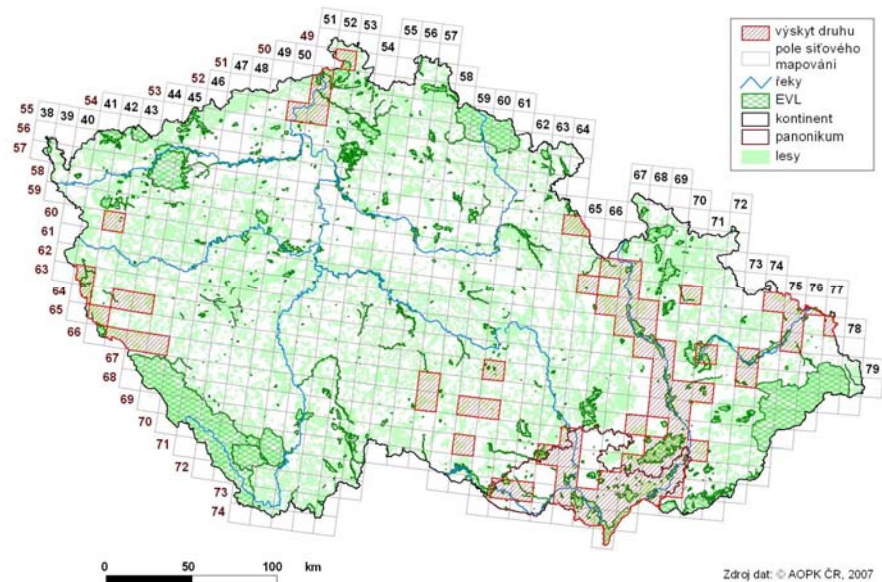 51 52 53
49
54
55 56 57
50
49 50
58
51
47 48
52
46
59 60 61
53
44 45
54
41 42 43
62 63 64
55
38 39 40
56
57
67 68 69
58
59
65 66
70
71
72
60
61
62
63
73 74
75 76 77
64
65
66
78
67
79
68
69
70
71
72
73
74
výskyt druhu
pole síťového
mapování
řeky
EVL
kontinent
panonikum
lesy
0 50 100 km
Zdroj dat: © AOPK ČR, 2007